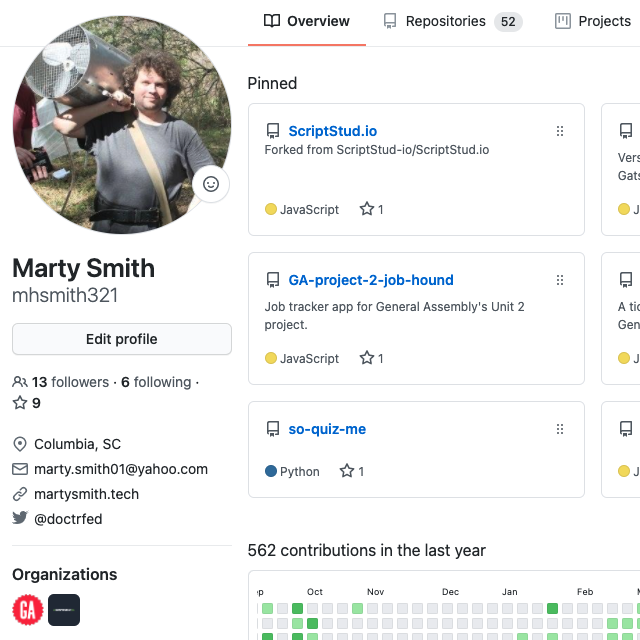 Overview
Repositories 52
Projects
Pinned
ScriptStud.io
Forked from ScriptStud-io/ScriptStud.io
JavaScript 1
Vers
Gats
J
Marty Smith
mhsmith321
Edit profile
13 followers · 6 following ·
9
Columbia, SC
marty.smith01@yahoo.com
martysmith.tech
@doctrfed
Organizations
GA
GA-project-2-job-hound
Job tracker app for General Assembly's Unit 2
project.
JavaScript 1
A tic
Gen
J
so-quiz-me
Python 1
J
562 contributions in the last year
ep Oct Nov Dec Jan Feb M